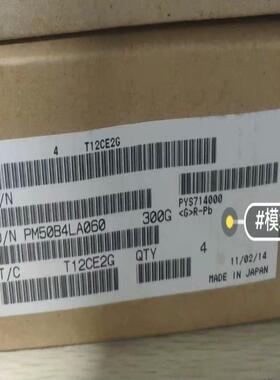 4 T12CE2G
/N
/N PM50B4LA060 300G
PYS714000
<G>R-Pb
T/C T12CE2G QTY 4
11/02/14
MADE IN JAPAN
#模